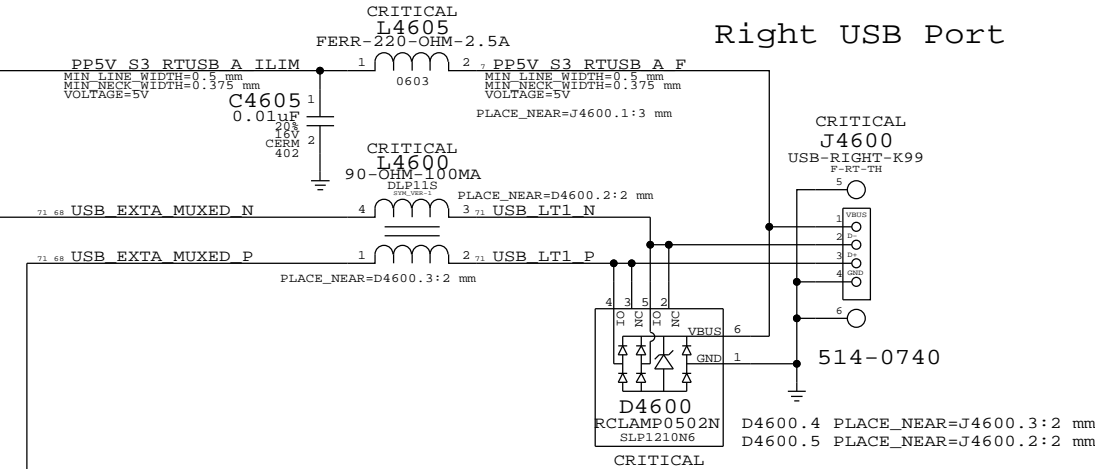 CRITICAL
L4605
FERR-220-OHM-2.5A
Right USB Port
PP5V_S3_RTUSB_A_ILIM
1
2
7 PP5V_S3_RTUSB_A_F
MIN_LINE_WIDTH=0.5 mm
MIN_NECK_WIDTH=0.375 mm
VOLTAGE=5V
0603
MIN_LINE_WIDTH=0.5 mm
MIN_NECK_WIDTH=0.375 mm
VOLTAGE=5V
C4605
1
0.01uF
20%
16V
CERM
402
2
PLACE_NEAR=J4600.1:3 mm
CRITICAL
J4600
USB-RIGHT-K99
F-RT-TH
CRITICAL
L4600
90-OHM-100MA
DLP11S
SYM_VER-1
PLACE_NEAR=D4600.2:2 mm
71 68 USB_EXTA_MUXED_N
4
3
71 USB_LT1_N
71 68 USB_EXTA_MUXED_P
1
2
71 USB_LT1_P
PLACE_NEAR=D4600.3:2 mm
5
1 VBUS
2 D-
3 D+
4 GND
6
514-0740
4 3 5 2
IO NC IO NC
VBUS 6
GND 1
D4600
RCLAMP0502N
SLP1210N6
CRITICAL
D4600.4 PLACE_NEAR=J4600.3:2 mm
D4600.5 PLACE_NEAR=J4600.2:2 mm